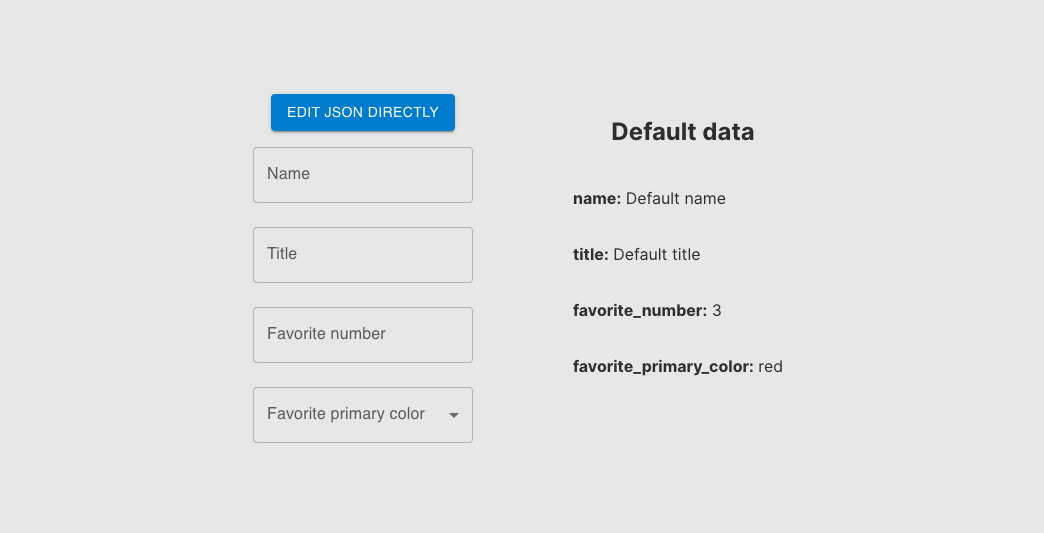 EDIT JSON DIRECTLY
Name
Title
Favorite number
Favorite primary color
Default data
name: Default name
title: Default title
favorite_number: 3
favorite_primary_color: red